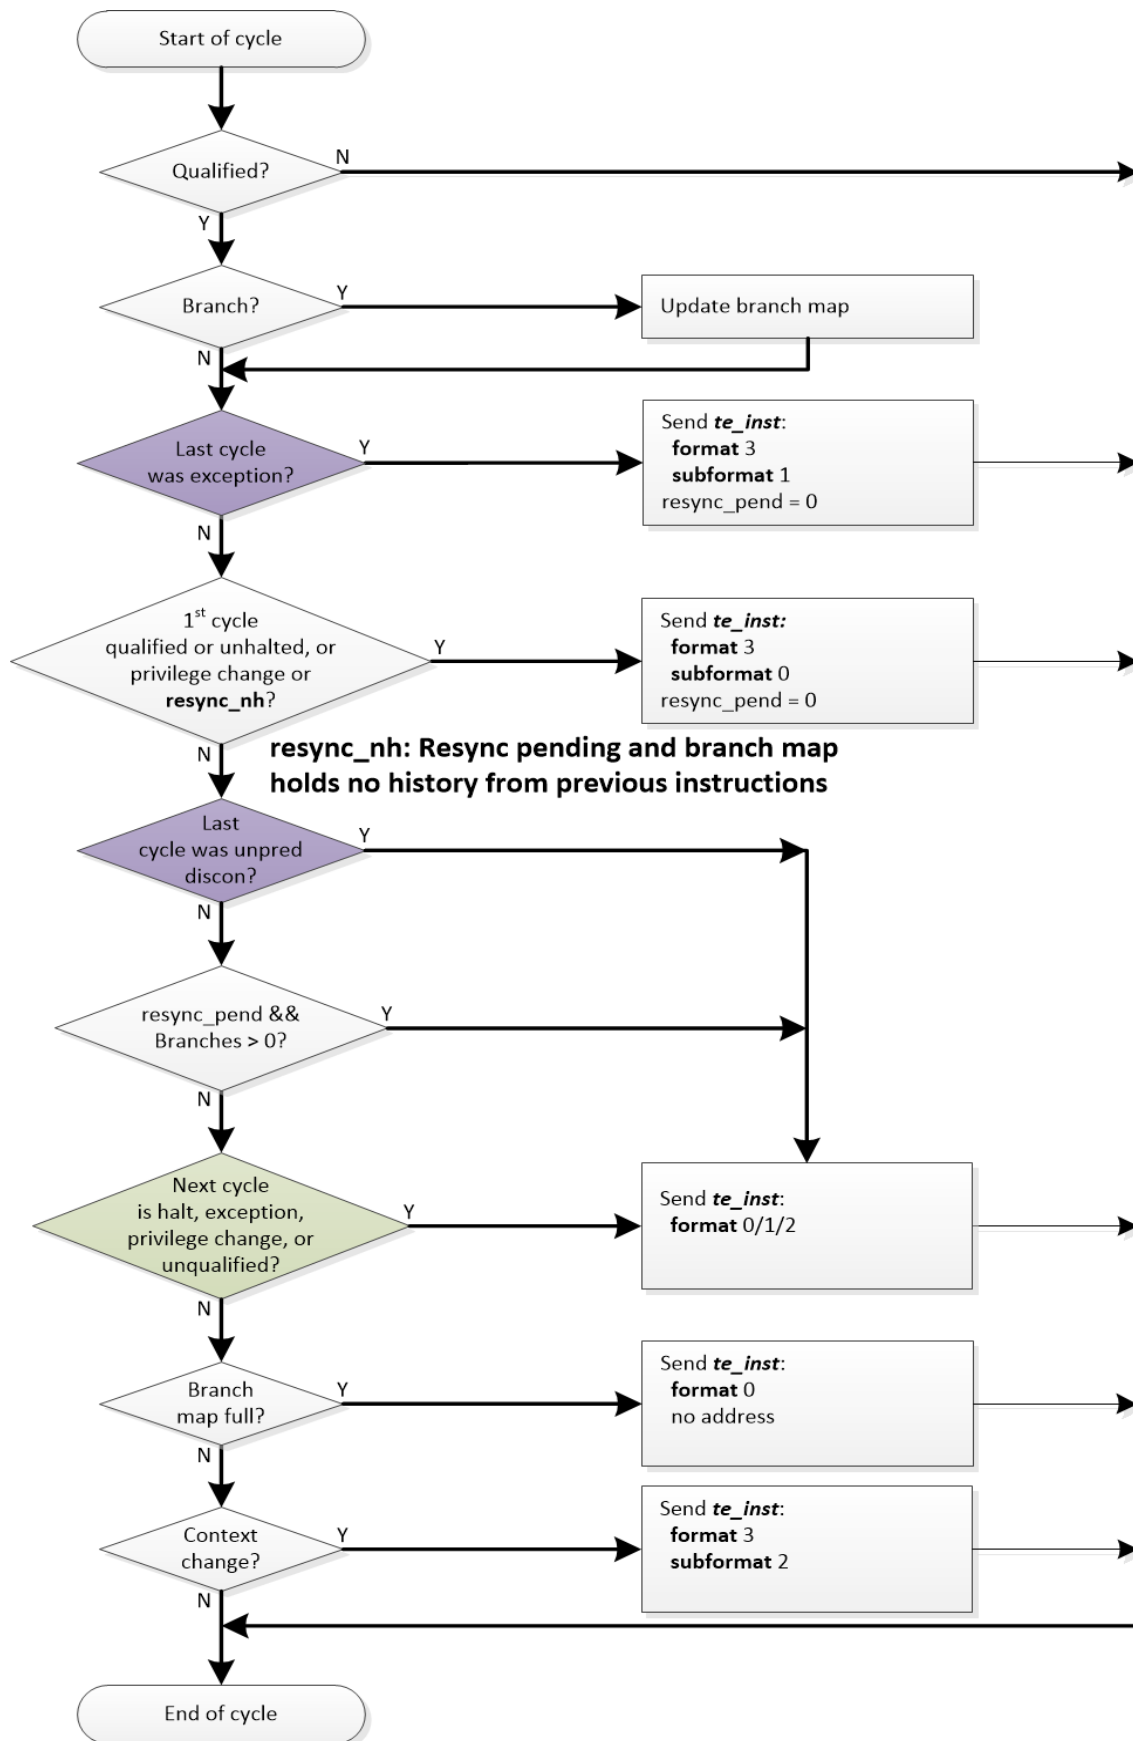 Start of cycle
Qualified?
N
Y
Branch?
Y
Update branch map
N
Last cycle
was exception?
Y
Send te_inst:
format 3
subformat 1
resync_pend = 0
N
1st cycle
qualified or unhalted, or
privilege change or
resync_nh?
Y
Send te_inst:
format 3
subformat 0
resync_pend = 0
N
resync_nh: Resync pending and branch map
holds no history from previous instructions
Last
cycle was unpred
discon?
Y
N
resync_pend &&
Branches > 0?
Y
N
Next cycle
is halt, exception,
privilege change, or
unqualified?
Y
Send te_inst:
format 0/1/2
N
Branch
map full?
Y
Send te_inst:
format 0
no address
N
Context
change?
Y
Send te_inst:
format 3
subformat 2
N
End of cycle